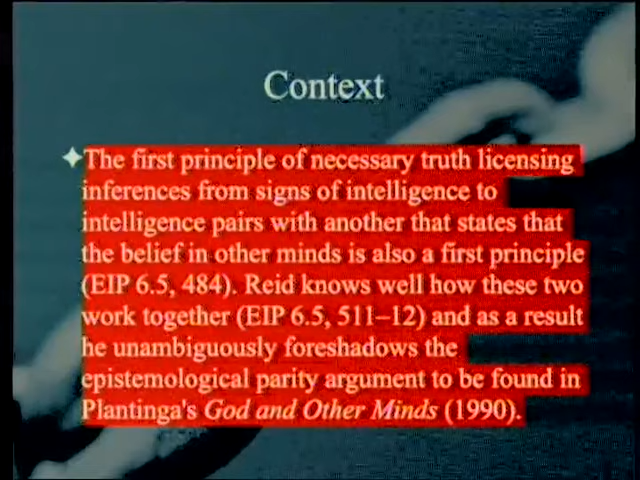 Context
The first principle of necessary truth licensing
inferences from signs of intelligence to
intelligence pairs with another that states that
the belief in other minds is also a first principle
(EIP 6.5, 484). Reid knows well how these two
work together (EIP 6.5, 511–12) and as a result
he unambiguously foreshadows the
epistemological parity argument to be found in
Plantinga's God and Other Minds (1990).